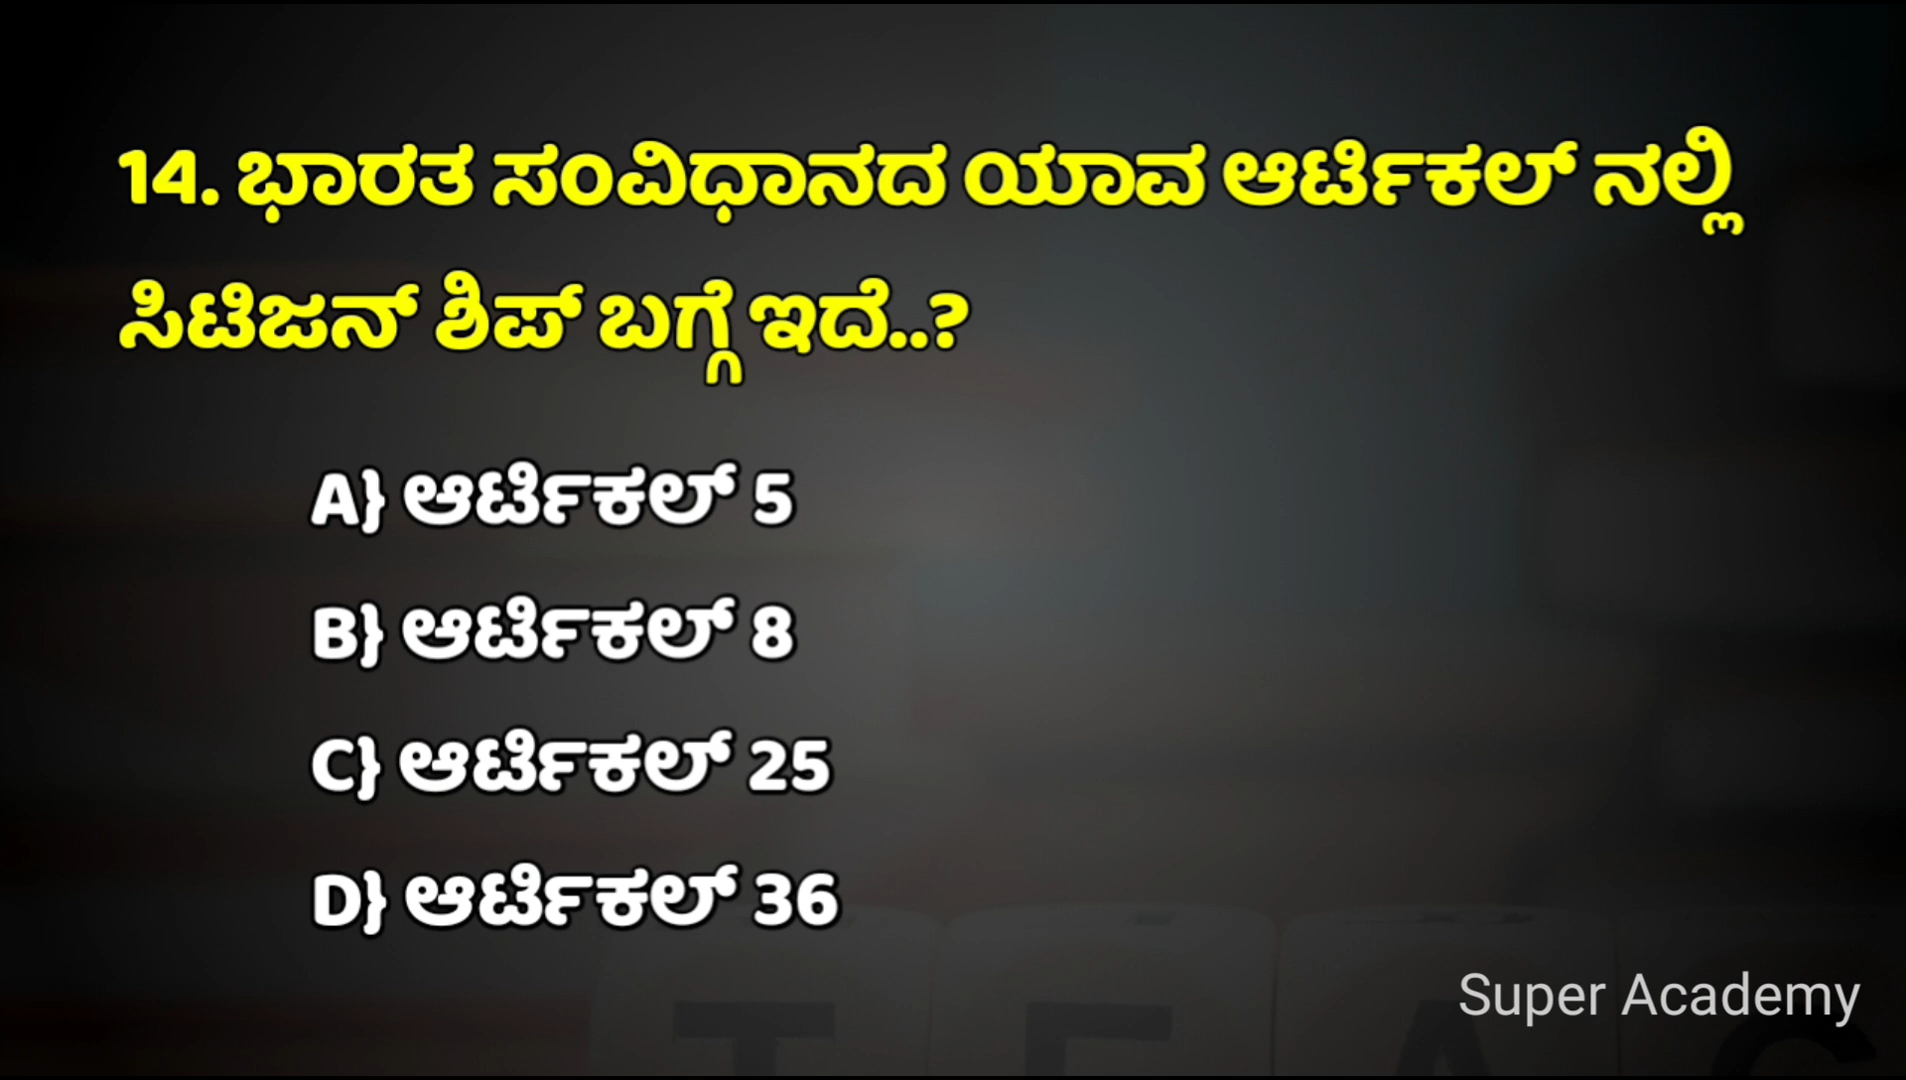 14. ಭಾರತ ಸಂವಿಧಾನದ ಯಾವ ಆರ್ಟಿಕಲ್ ನಲ್ಲಿ
ಸಿಟಿಜನ್ ಶಿಪ್ ಬಗ್ಗೆ ಇದೆ..?
A} ಆರ್ಟಿಕಲ್ 5
B} ಆರ್ಟಿಕಲ್ 8
C} ಆರ್ಟಿಕಲ್ 25
D} ಆರ್ಟಿಕಲ್ 36
Super Academy